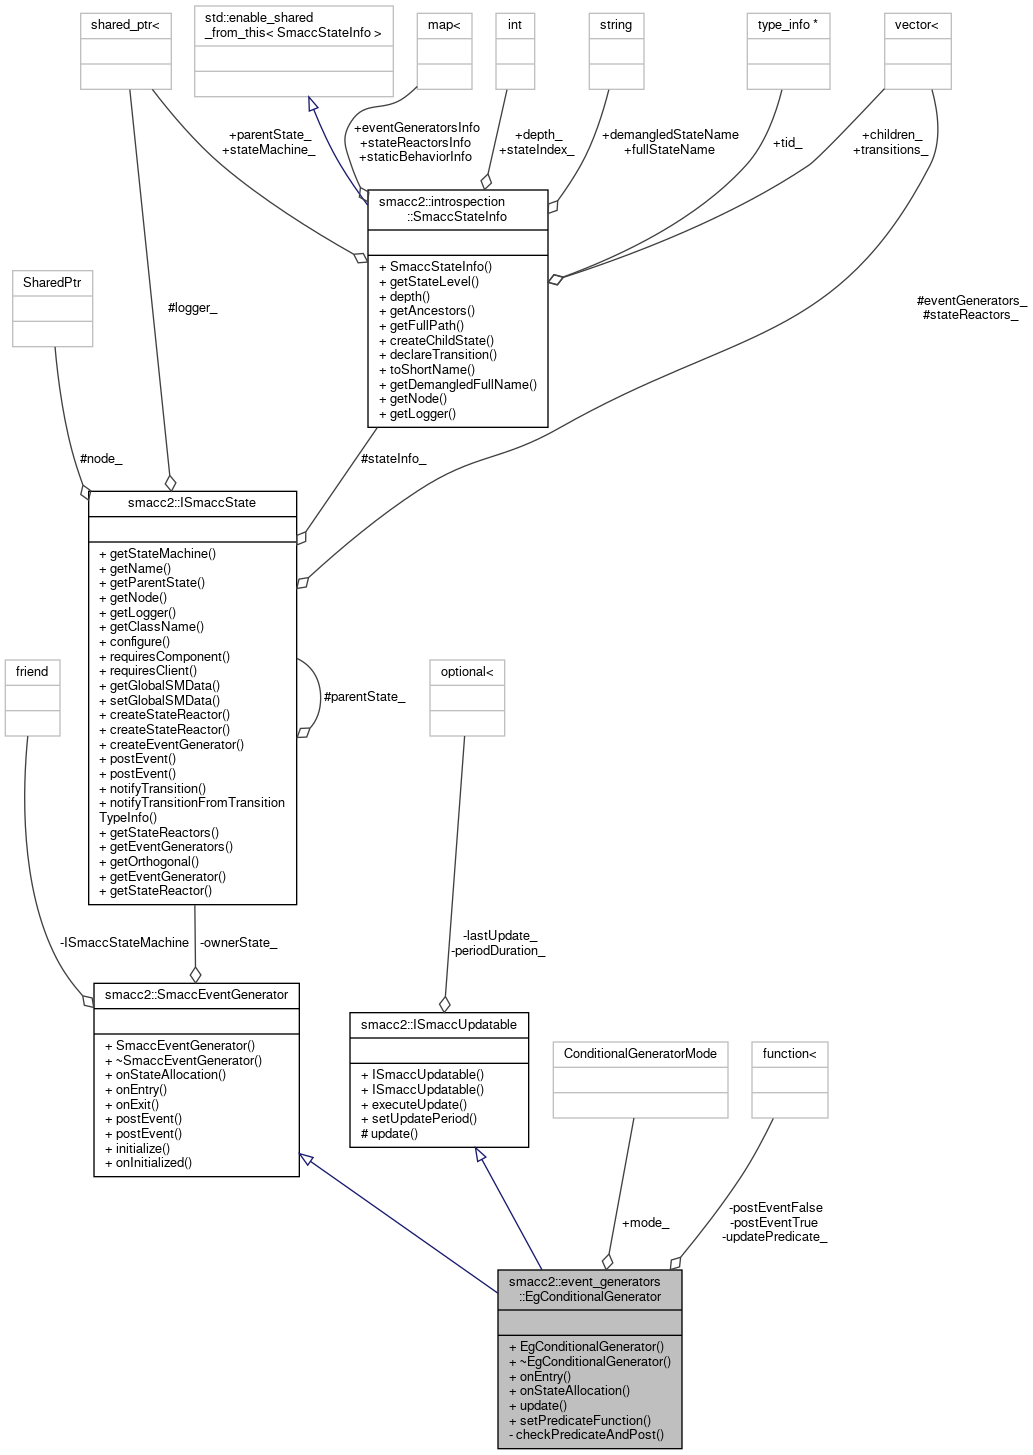 shared_ptr<
std::enable_shared
_from_this< SmaccStateInfo >
map<
int
string
type_info *
vector<
+parentState_
+stateMachine_
+eventGeneratorsInfo
+stateReactorsInfo
+staticBehaviorInfo
+depth_
+stateIndex_
+demangledStateName
+fullStateName
+tid_
+children_
+transitions_
smacc2::introspection
::SmaccStateInfo
+ SmaccStateInfo()
+ getStateLevel()
+ depth()
+ getAncestors()
+ getFullPath()
+ createChildState()
+ declareTransition()
+ toShortName()
+ getDemangledFullName()
+ getNode()
+ getLogger()
SharedPtr
#logger_
#eventGenerators_
#stateReactors_
#node_
#stateInfo_
smacc2::ISmaccState
+ getStateMachine()
+ getName()
+ getParentState()
+ getNode()
+ getLogger()
+ getClassName()
+ configure()
+ requiresComponent()
+ requiresClient()
+ getGlobalSMData()
+ setGlobalSMData()
+ createStateReactor()
+ createStateReactor()
+ createEventGenerator()
+ postEvent()
+ postEvent()
+ notifyTransition()
+ notifyTransitionFromTransition
TypeInfo()
+ getStateReactors()
+ getEventGenerators()
+ getOrthogonal()
+ getEventGenerator()
+ getStateReactor()
#parentState_
friend
optional<
-ISmaccStateMachine
-ownerState_
-lastUpdate_
-periodDuration_
smacc2::SmaccEventGenerator
+ SmaccEventGenerator()
+ ~SmaccEventGenerator()
+ onStateAllocation()
+ onEntry()
+ onExit()
+ postEvent()
+ postEvent()
+ initialize()
+ onInitialized()
smacc2::ISmaccUpdatable
+ ISmaccUpdatable()
+ ISmaccUpdatable()
+ executeUpdate()
+ setUpdatePeriod()
# update()
ConditionalGeneratorMode
function<
+mode_
-postEventFalse
-postEventTrue
-updatePredicate_
smacc2::event_generators
::EgConditionalGenerator
+ EgConditionalGenerator()
+ ~EgConditionalGenerator()
+ onEntry()
+ onStateAllocation()
+ update()
+ setPredicateFunction()
- checkPredicateAndPost()